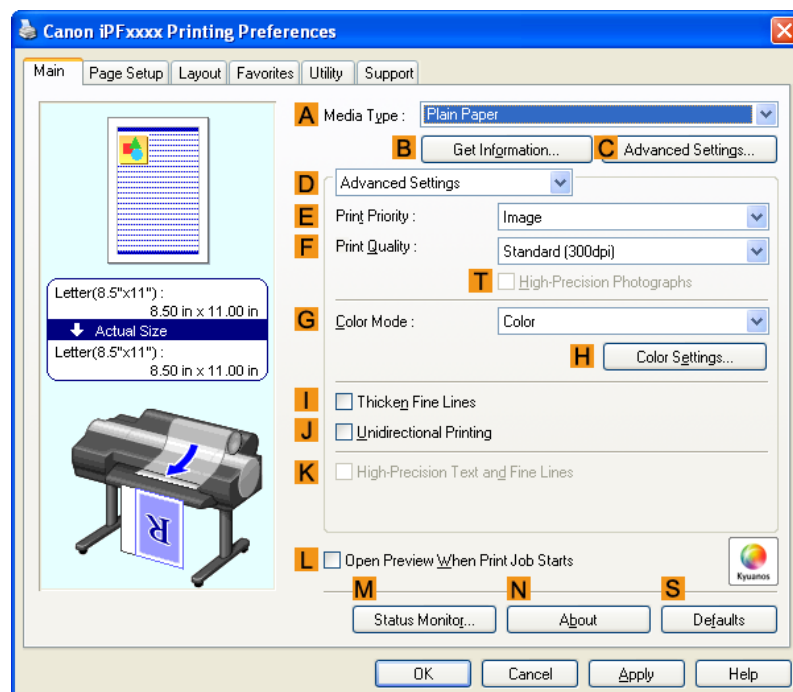 Canon iPFxxxx Printing Preferences
Main Page Setup Layout Favorites Utility Support
A Media Type : Plain Paper
B Get Information... C Advanced Settings...
D Advanced Settings
E Print Priority : Image
F Print Quality : Standard (300dpi)
T High-Precision Photographs
G Color Mode : Color
H Color Settings...
I Thicken Fine Lines
J Unidirectional Printing
K High-Precision Text and Fine Lines
Letter(8.5"x11") :
8.50 in x 11.00 in
Actual Size
Letter(8.5"x11") :
8.50 in x 11.00 in
R
L Open Preview When Print Job Starts
Kyuanos
M N S
Status Monitor... About Defaults
OK Cancel Apply Help